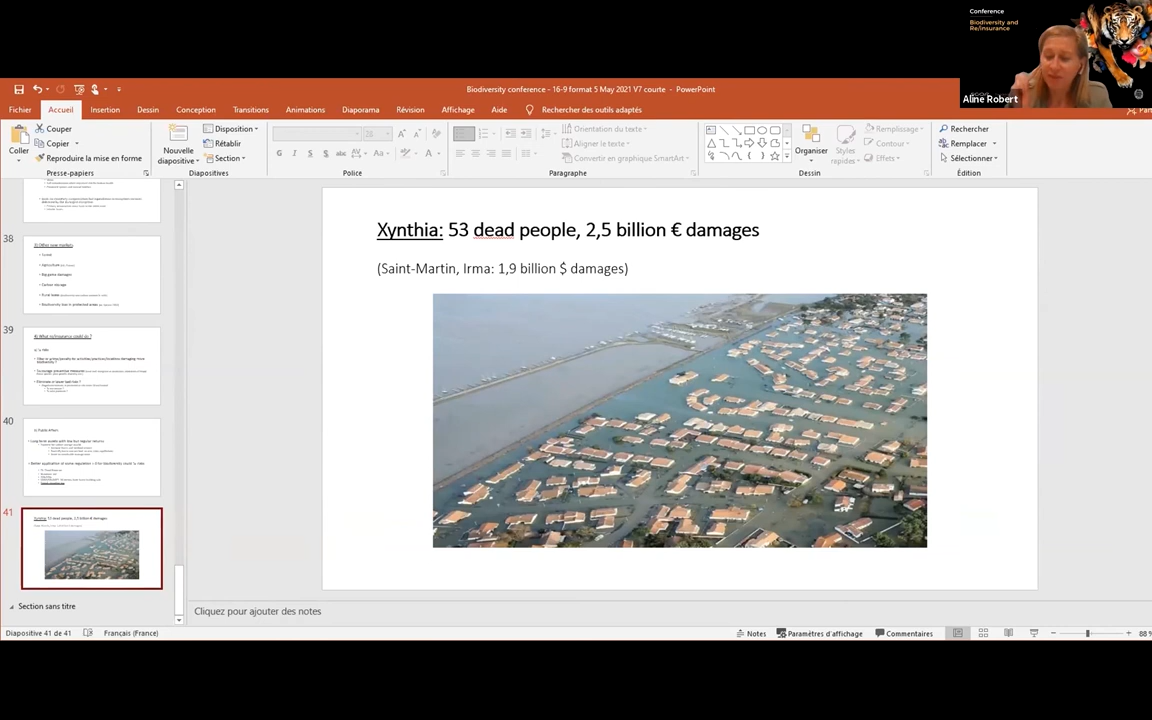 Conference
Biodiversity and
Re/insurance
Aline Robert
Biodiversity conference - 16-9 format 5 May 2021 V7 courte - PowerPoint
Fichier Accueil Insertion Dessin Conception Transitions Animations Diaporama Révision Affichage Aide Rechercher des outils adaptés
Coller
Couper
Copier
Reproduire la mise en forme
Presse-papiers
Nouvelle
diapositive
Disposition
Rétablir
Section
Diapositives
Police
Orientation du texte
Aligner le texte
Convertir en graphique SmartArt
Paragraphe
Organiser
Styles
rapides
Remplissage
Contour
Effets
Dessin
Rechercher
Remplacer
Sélectionner
Édition
38
39
40
41
Xynthia: 53 dead people, 2,5 billion € damages
(Saint-Martin, Irma: 1,9 billion $ damages)
Section sans titre
Cliquez pour ajouter des notes
Diapositive 41 de 41 Français (France) Notes Paramètres d'affichage Commentaires 88 %